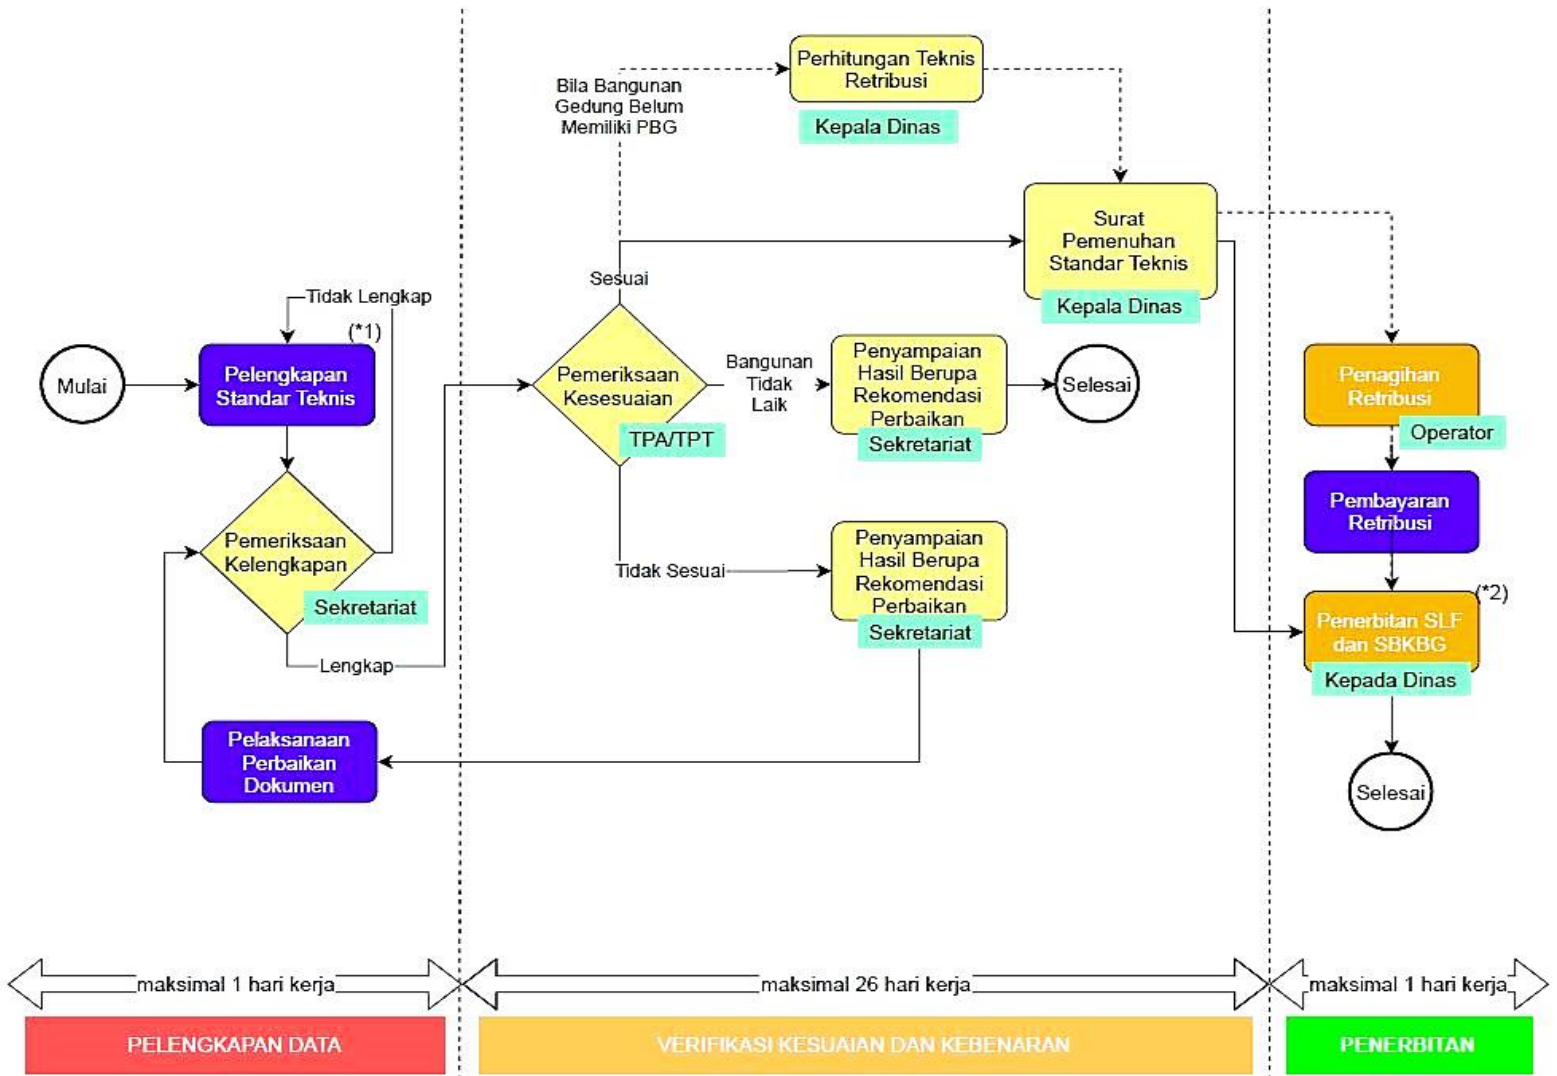 Mulai
Tidak Lengkap
(*1)
Pelengkapan
Standar Teknis
Pemeriksaan
Kelengkapan
Sekretariat
Lengkap
Pelaksanaan
Perbaikan
Dokumen
Bila Bangunan
Gedung Belum
Memiliki PBG
Perhitungan Teknis
Retribusi
Kepala Dinas
Sesuai
Surat
Pemenuhan
Standar Teknis
Kepala Dinas
Pemeriksaan
Kesesuaian
TPA/TPT
Bangunan
Tidak
Laik
Penyampaian
Hasil Berupa
Rekomendasi
Perbaikan
Sekretariat
Selesai
Tidak Sesuai
Penyampaian
Hasil Berupa
Rekomendasi
Perbaikan
Sekretariat
Penagihan
Retribusi
Operator
Pembayaran
Retribusi
(*2)
Penerbitan SLF
dan SBKBG
Kepada Dinas
Selesai
maksimal 1 hari kerja
maksimal 26 hari kerja
maksimal 1 hari kerja
PELENGKAPAN DATA
VERIFIKASI KESUAIAN DAN KEBENARAN
PENERBITAN